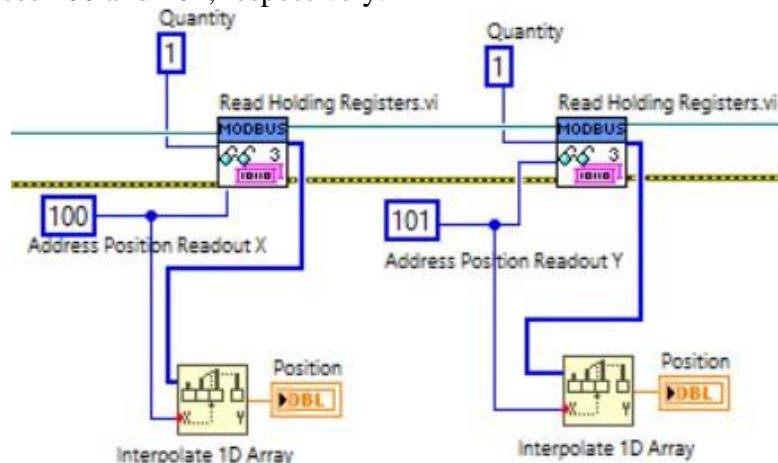 Quantity
1
Read Holding Registers.vi
MODBUS
3
100
Address Position Readout X
Position
DBL
X
Y
Interpolate 1D Array
Quantity
1
Read Holding Registers.vi
MODBUS
3
101
Address Position Readout Y
Position
DBL
X
Y
Interpolate 1D Array